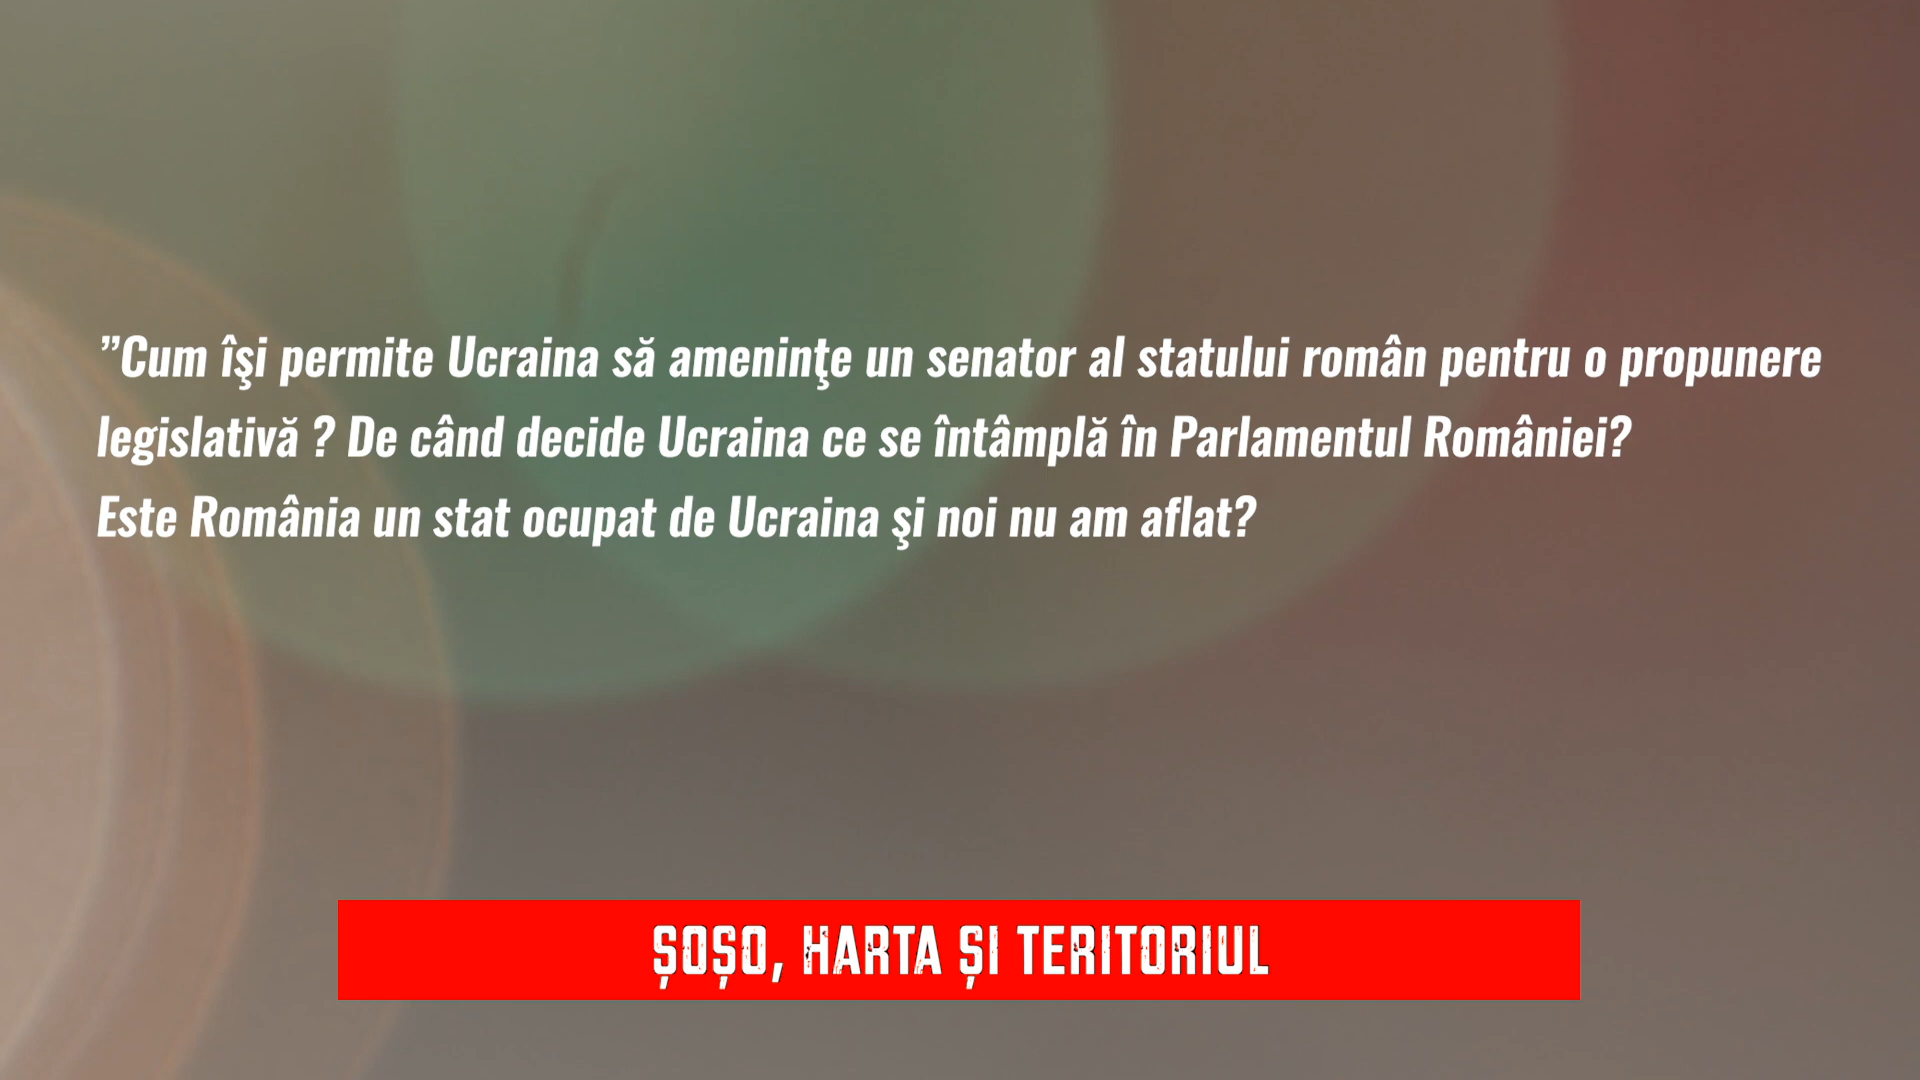 ”Cum îşi permite Ucraina să ameninţe un senator al statului român pentru o propunere
legislativă ? De când decide Ucraina ce se întâmplă în Parlamentul României?
Este România un stat ocupat de Ucraina şi noi nu am aflat?
ȘOȘO, HARTA ȘI TERITORIUL